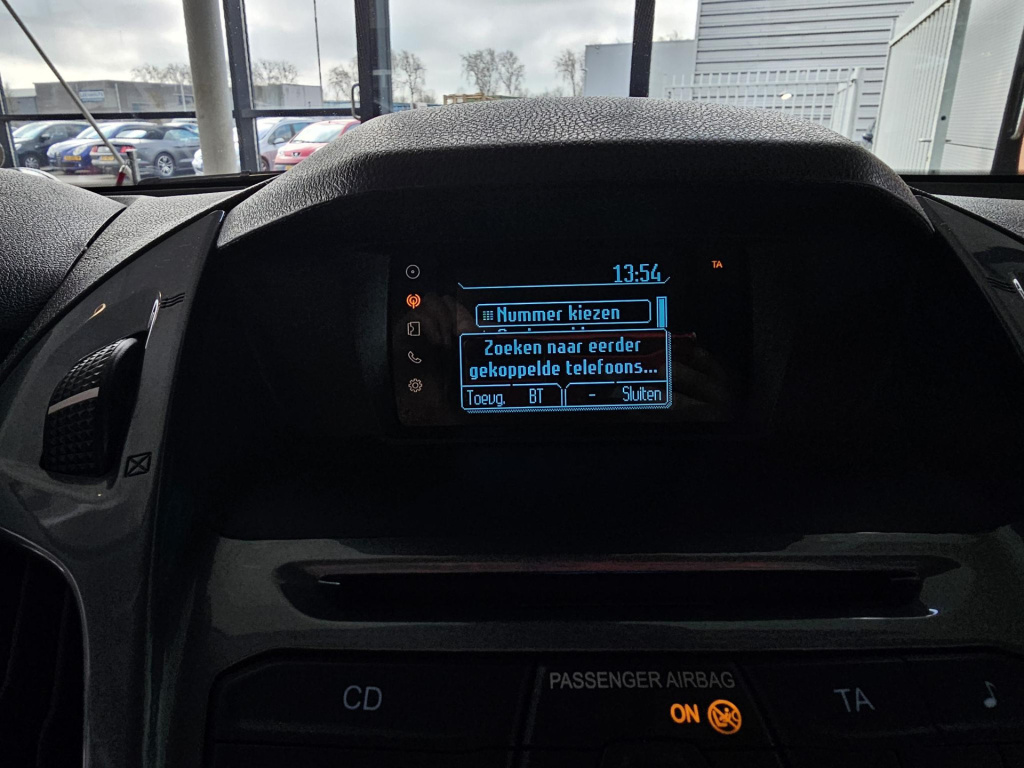 13:54
TA
Nummer kiezen
Zoeken naar eerder
gekoppelde telefoons...
Toevg. BT - Sluiten
CD
PASSENGER AIRBAG
ON
TA